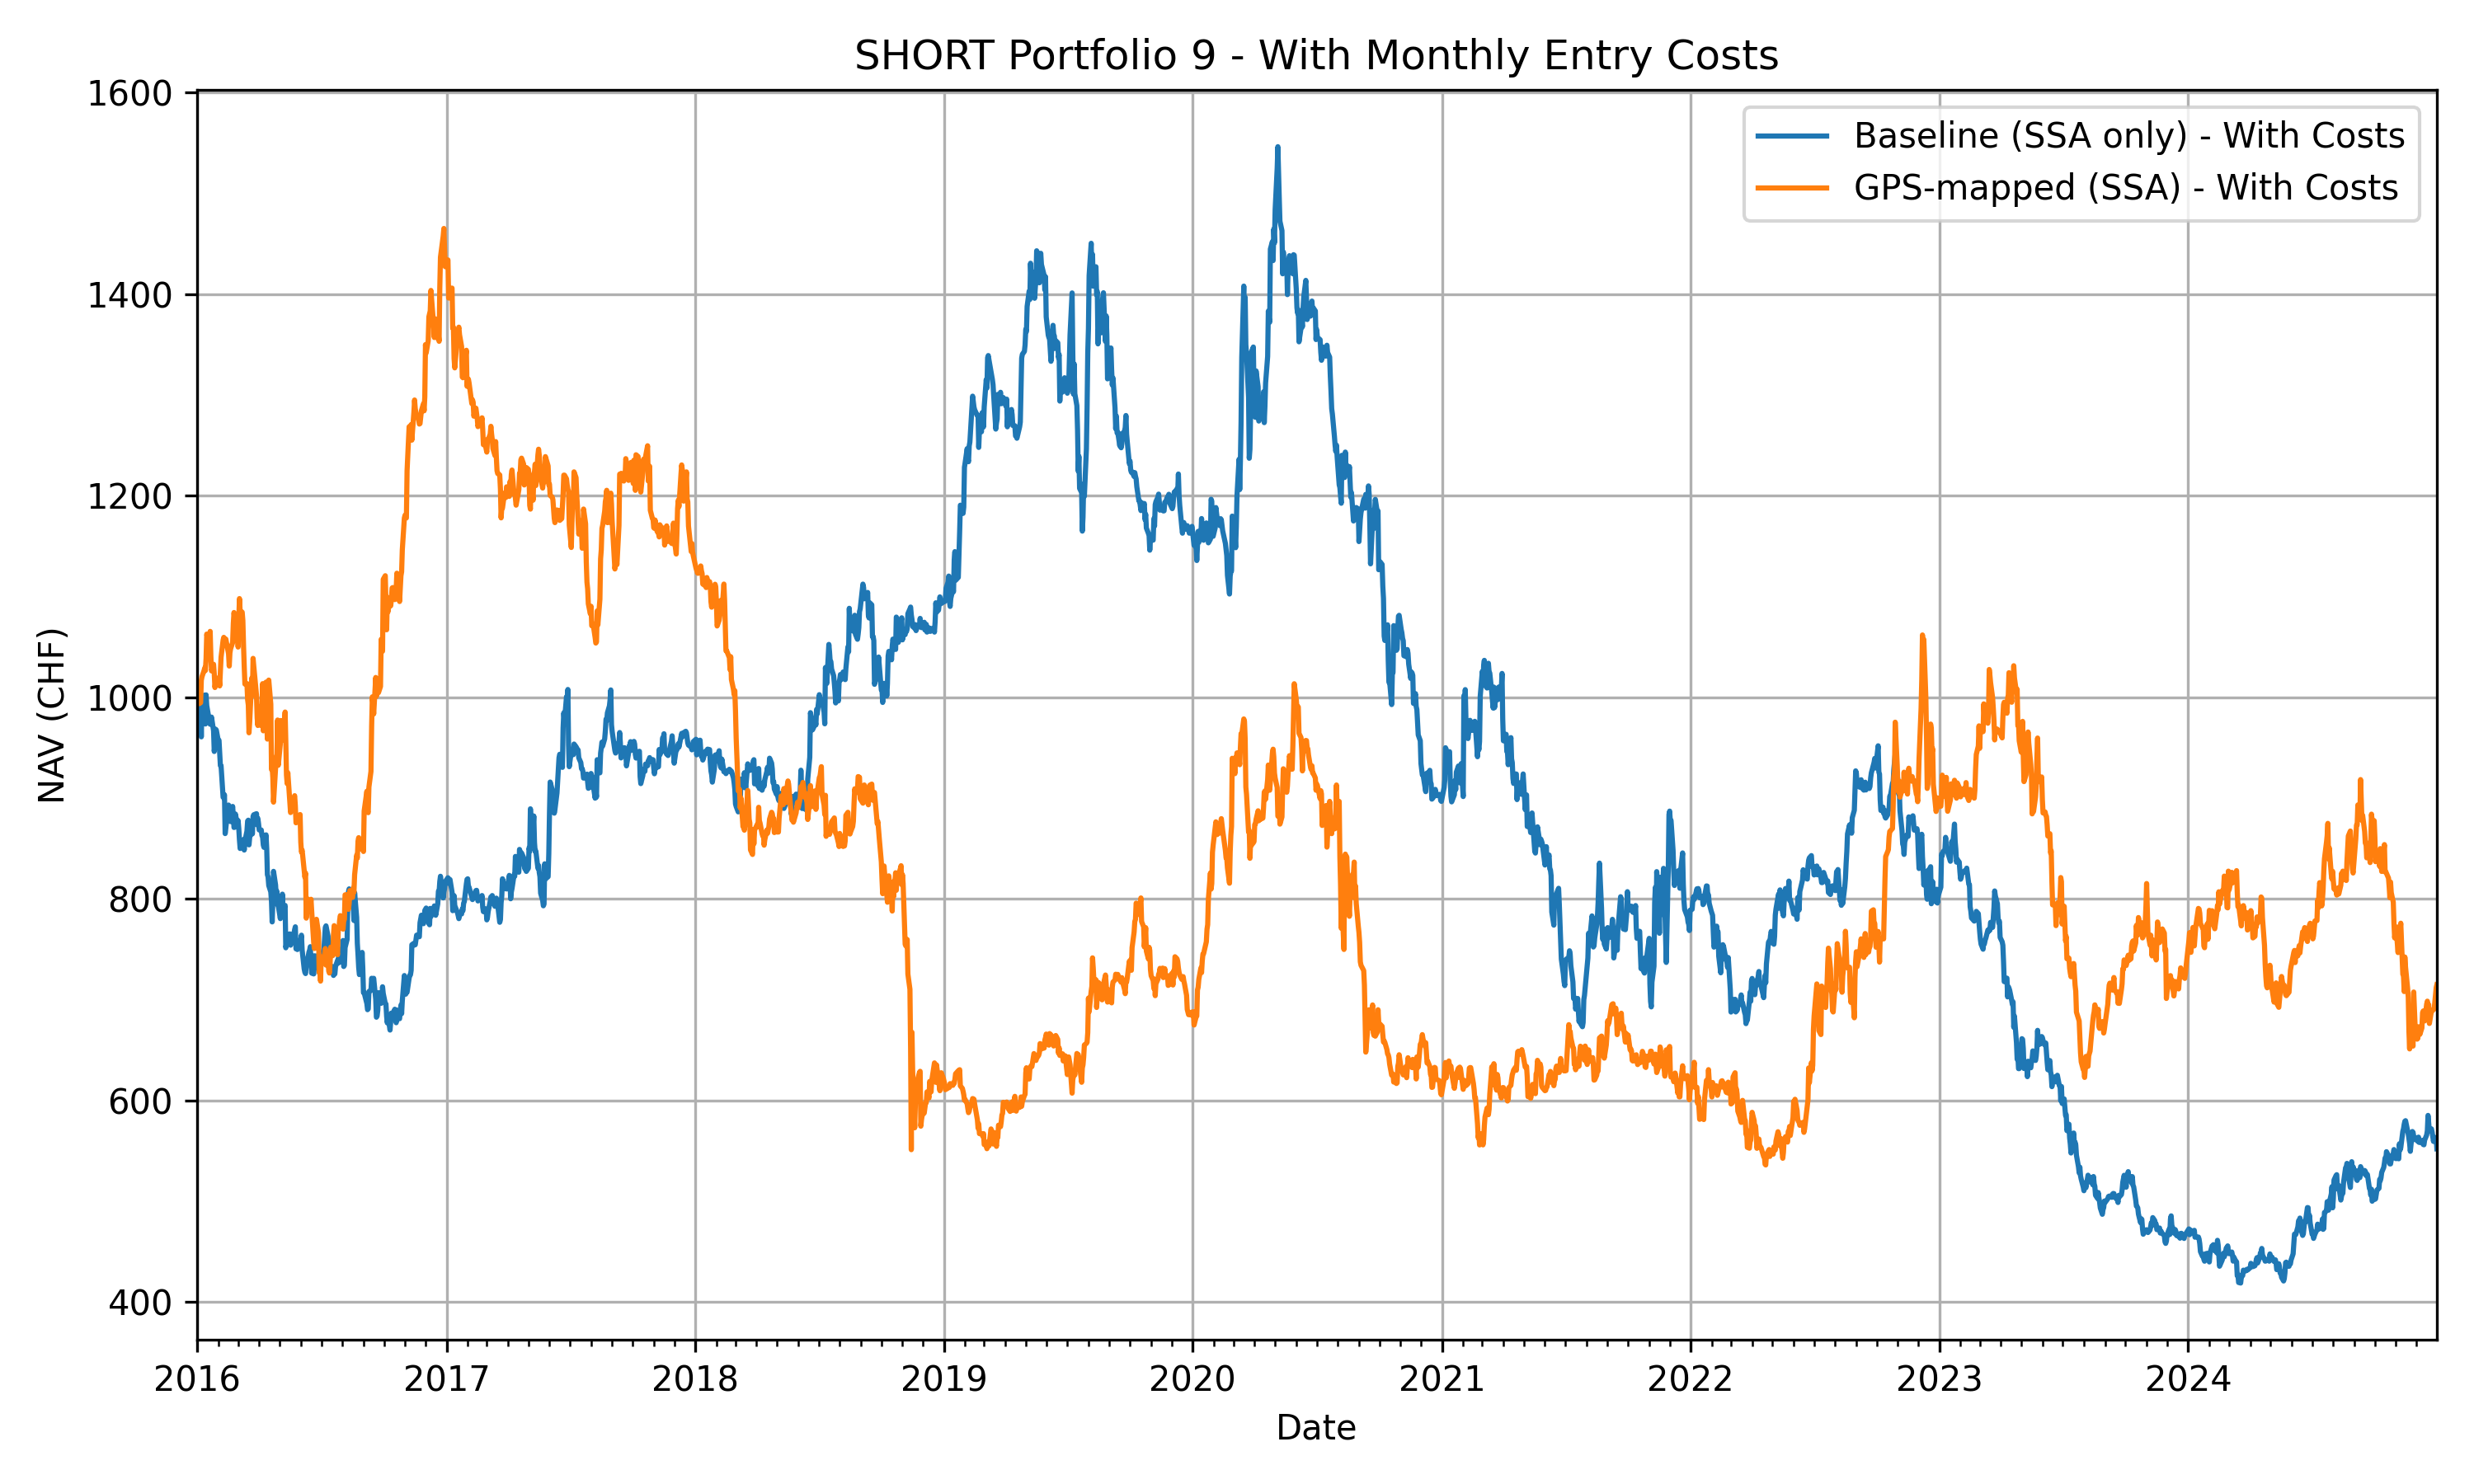 SHORT Portfolio 9 - With Monthly Entry Costs
Baseline (SSA only) - With Costs
GPS-mapped (SSA) - With Costs
NAV (CHF)
1600
1400
1200
1000
800
600
400
2016 2017 2018 2019 2020 2021 2022 2023 2024
Date